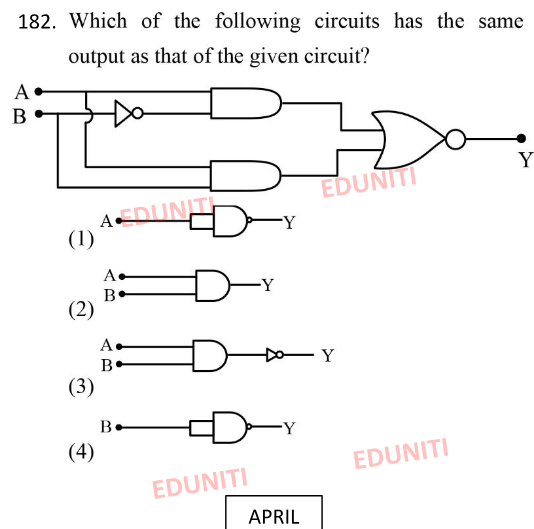 182. Which of the following circuits has the same
output as that of the given circuit?
A
B
Y
EDUNITI
EDUNITI
(1) A Y
(2) A B Y
(3) A B Y
(4) B Y
EDUNITI
EDUNITI
APRIL